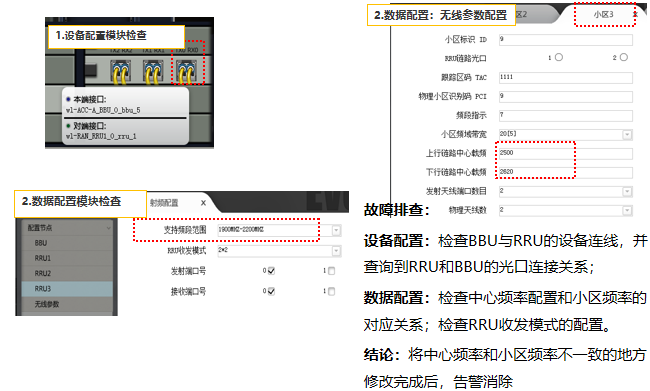 1.设备配置模块检查
TX2 RX2 TX1 RX1 TX0 RX0
本端接口:
wl-ACC-A_BBU_0_bbu_5
对端接口:
wl-RAN_RRU1_0_rru_1
2.数据配置：无线参数配置
区2
小区3
x
小区标识 ID 9
RRU链路光口 1 2
跟踪区码 TAC 1111
物理小区识别码 PCI 9
频段指示 7
小区频域带宽 20[5]
上行链路中心载频 2500
下行链路中心载频 2620
发射天线端口数目 2
物理天线数 2
2.数据配置模块检查
射频配置 x
配置节点
BBU
RRU1
RRU2
RRU3
无线参数
支持频段范围 1900MHZ-2200MHZ
RRU收发模式 2*2
发射端口号 0 1
接收端口号 0 1
故障排查：
设备配置：检查BBU与RRU的设备连线，并
查询到RRU和BBU的光口连接关系；
数据配置：检查中心频率配置和小区频率的
对应关系；检查RRU收发模式的配置。
结论：将中心频率和小区频率不一致的地方
修改完成后，告警消除